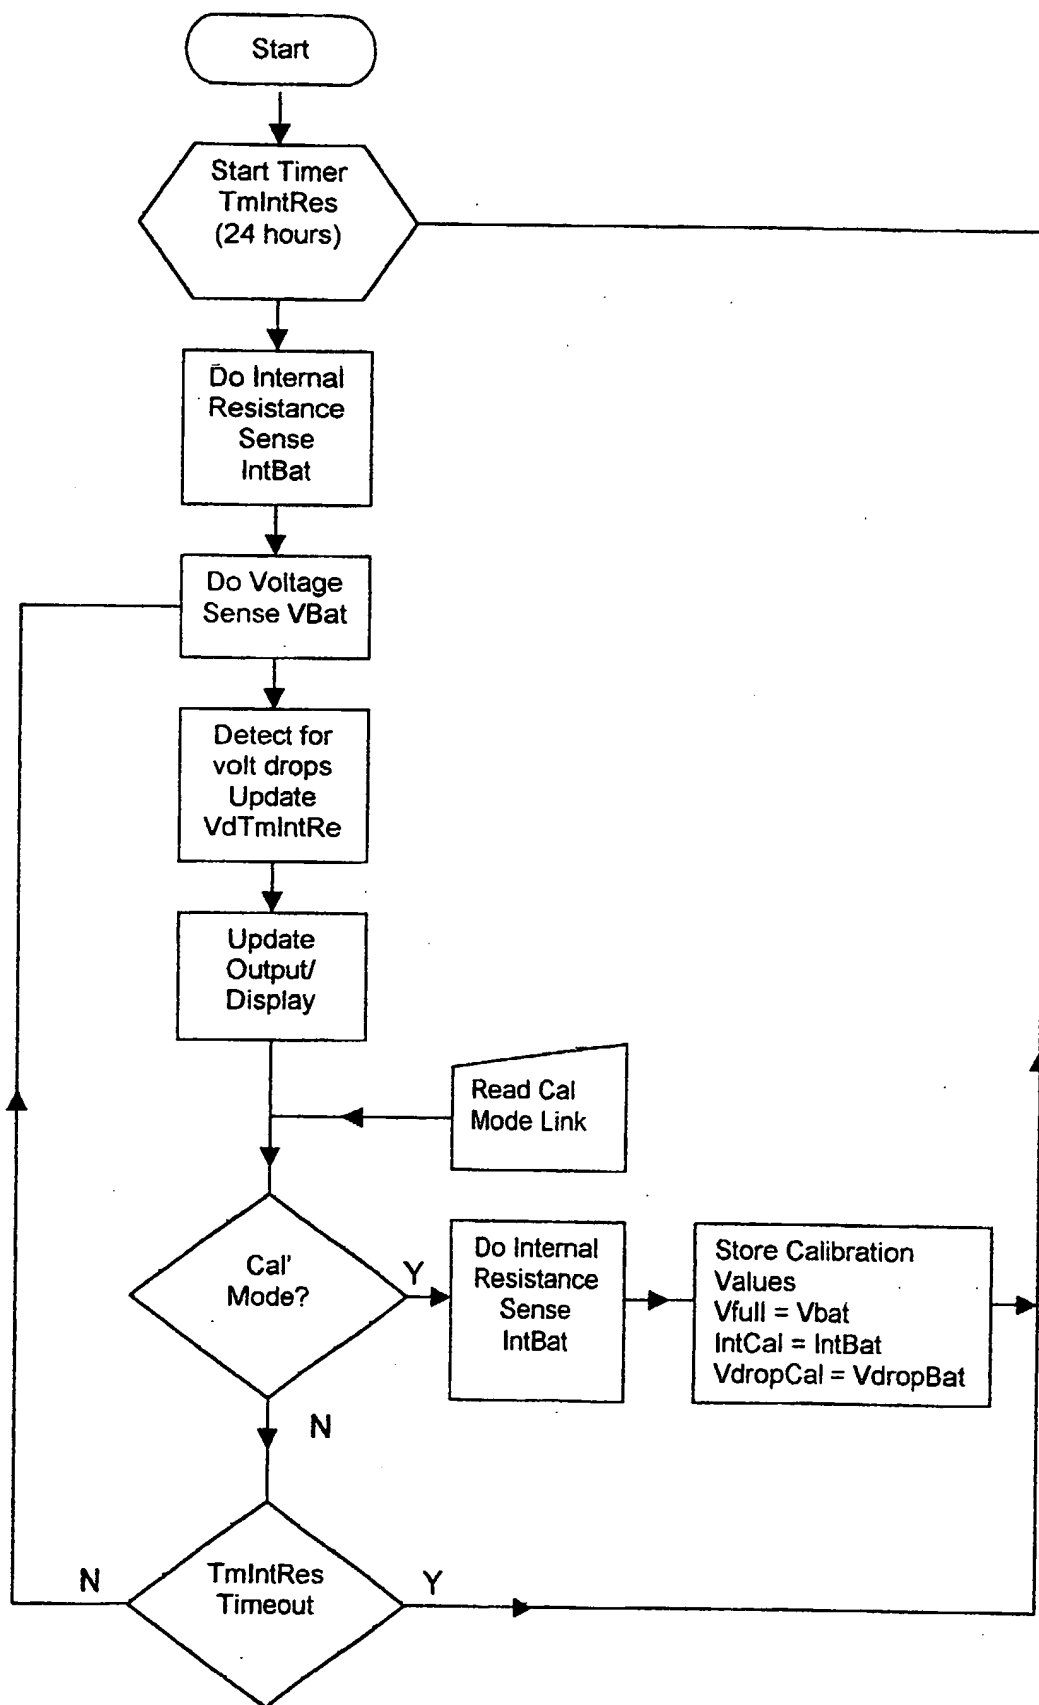 Start
Start Timer
TmIntRes
(24 hours)
Do Internal
Resistance
Sense
IntBat
Do Voltage
Sense VBat
Detect for
volt drops
Update
VdTmIntRe
Update
Output/
Display
Read Cal
Mode Link
Cal'
Mode?
Y
Do Internal
Resistance
Sense
IntBat
Store Calibration
Values
Vfull = Vbat
IntCal = IntBat
VdropCal = VdropBat
N
TmIntRes
Timeout
N
Y